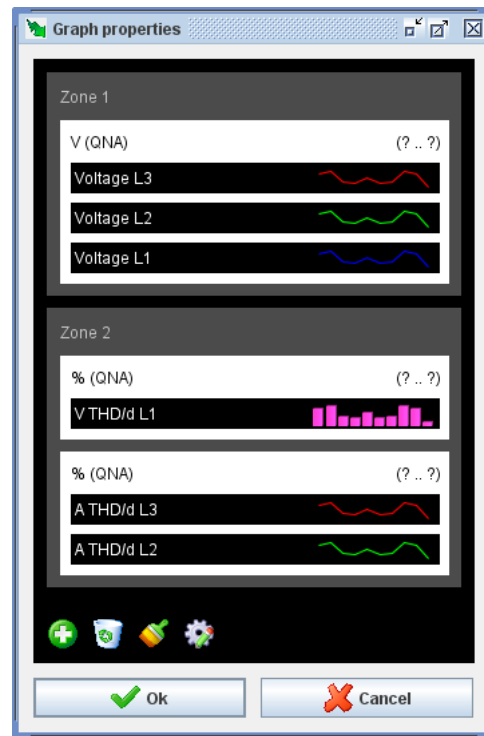 Graph properties
Zone 1
V (QNA) (? .. ?)
Voltage L3
Voltage L2
Voltage L1
Zone 2
% (QNA) (? .. ?)
V THD/d L1
% (QNA) (? .. ?)
A THD/d L3
A THD/d L2
Ok Cancel